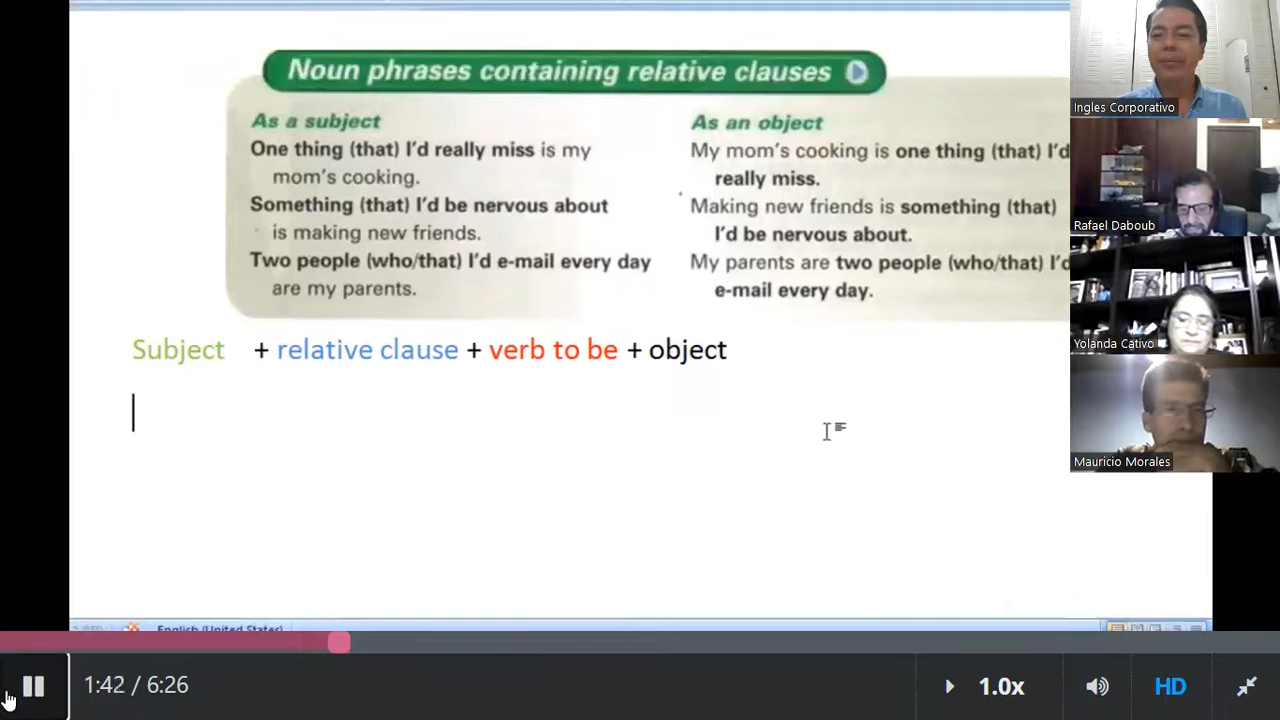 Noun phrases containing relative clauses
As a subject
One thing (that) I'd really miss is my
mom's cooking.
Something (that) I'd be nervous about
is making new friends.
Two people (who/that) I'd e-mail every day
are my parents.
As an object
My mom's cooking is one thing (that) I'd
really miss.
Making new friends is something (that)
I'd be nervous about.
My parents are two people (who/that) I'd
e-mail every day.
Subject + relative clause + verb to be + object
Ingles Corporativo
Rafael Daboub
Yolanda Cativo
Mauricio Morales
English (United States)
1:42 / 6:26
1.0x
HD